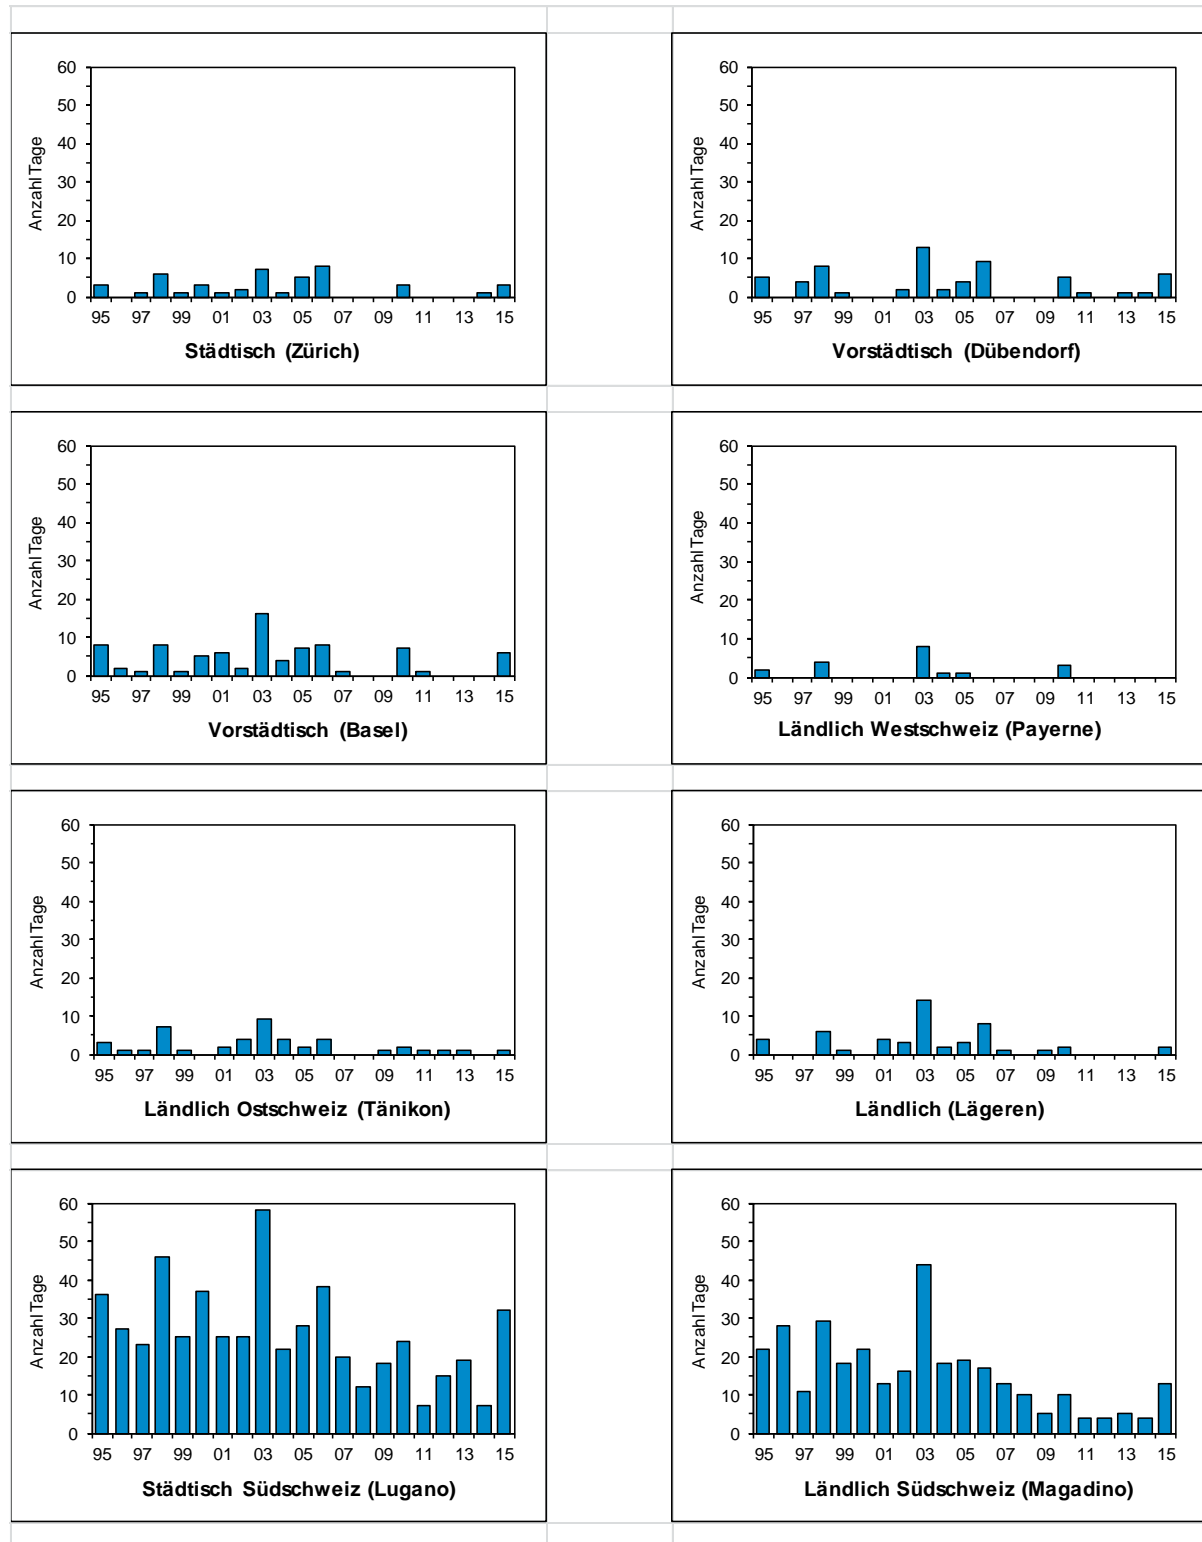 60
50
40
30
20
10
0
Anzahl Tage
95 97 99 01 03 05 07 09 11 13 15
Städtisch (Zürich)
60
50
40
30
20
10
0
Anzahl Tage
95 97 99 01 03 05 07 09 11 13 15
Vorstädtisch (Dübendorf)
60
50
40
30
20
10
0
Anzahl Tage
95 97 99 01 03 05 07 09 11 13 15
Vorstädtisch (Basel)
60
50
40
30
20
10
0
Anzahl Tage
95 97 99 01 03 05 07 09 11 13 15
Ländlich Westschweiz (Payerne)
60
50
40
30
20
10
0
Anzahl Tage
95 97 99 01 03 05 07 09 11 13 15
Ländlich Ostschweiz (Tänikon)
60
50
40
30
20
10
0
Anzahl Tage
95 97 99 01 03 05 07 09 11 13 15
Ländlich (Lägeren)
60
50
40
30
20
10
0
Anzahl Tage
95 97 99 01 03 05 07 09 11 13 15
Städtisch Südschweiz (Lugano)
60
50
40
30
20
10
0
Anzahl Tage
95 97 99 01 03 05 07 09 11 13 15
Ländlich Südschweiz (Magadino)